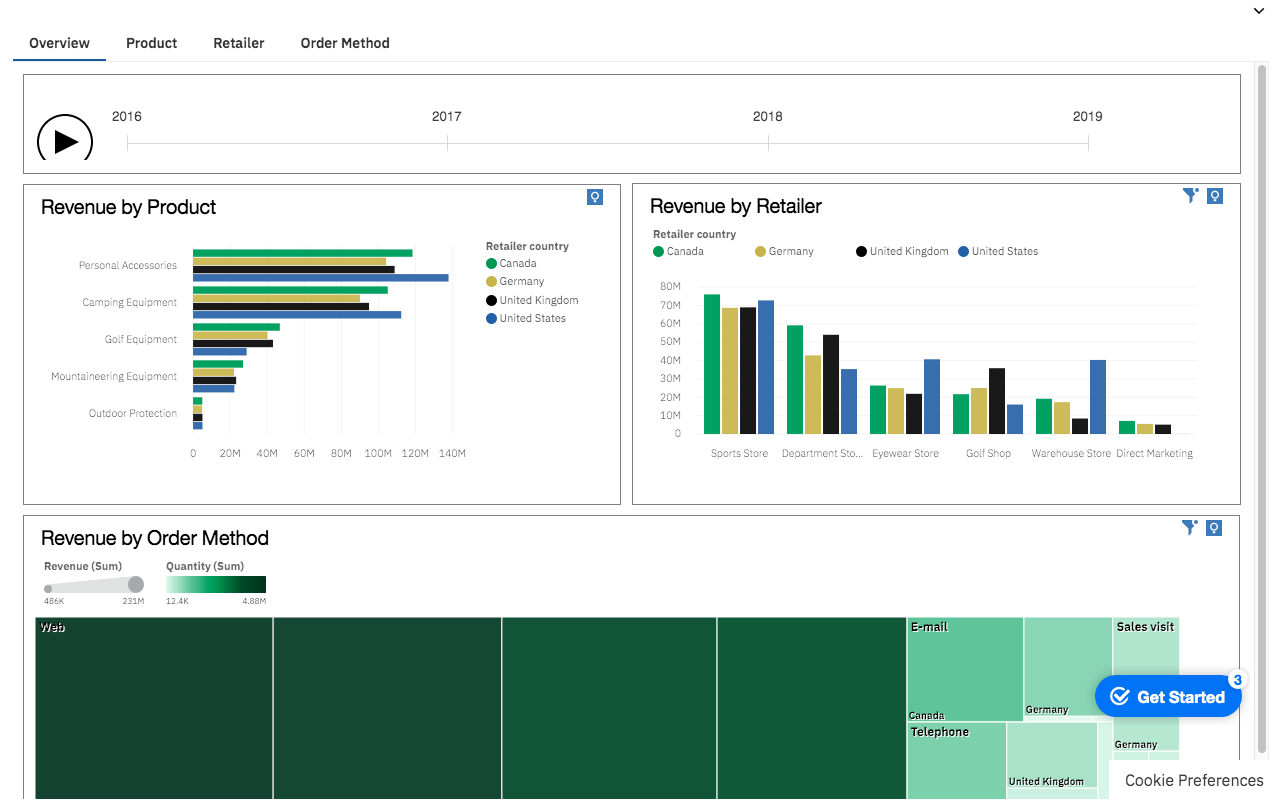 Overview Product Retailer Order Method
2016 2017 2018 2019
Revenue by Product
Retailer country
Canada
Germany
United Kingdom
United States
Personal Accessories
Camping Equipment
Golf Equipment
Mountaineering Equipment
Outdoor Protection
0 20M 40M 60M 80M 100M 120M 140M
Revenue by Retailer
Retailer country
Canada Germany United Kingdom United States
80M
70M
60M
50M
40M
30M
20M
10M
0
Sports Store Department Sto... Eyewear Store Golf Shop Warehouse Store Direct Marketing
Revenue by Order Method
Revenue (Sum) Quantity (Sum)
486K 231M 12.4K 4.88M
Web E-mail Sales visit
Canada Germany
Telephone
Germany
United Kingdom
Get Started 3
Cookie Preferences